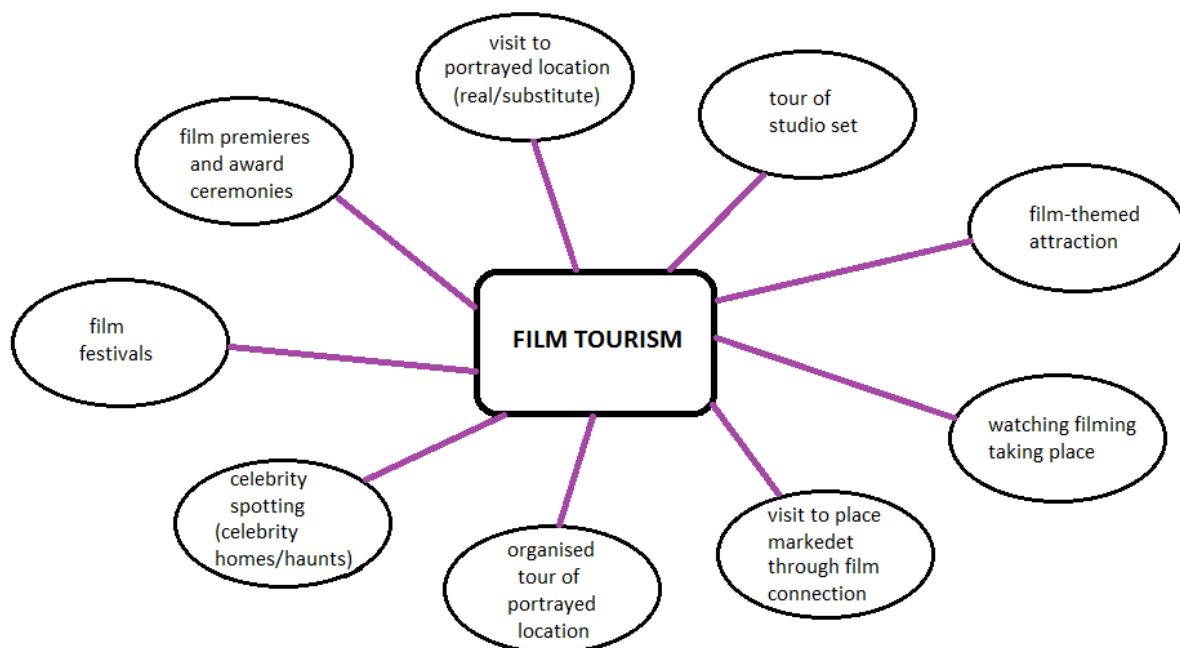 visit to
portrayed location
(real/substitute)
tour of
studio set
film premieres
and award
ceremonies
film-themed
attraction
FILM TOURISM
film
festivals
watching filming
taking place
celebrity
spotting
(celebrity
homes/haunts)
organised
tour of
portrayed
location
visit to place
markedet
through film
connection